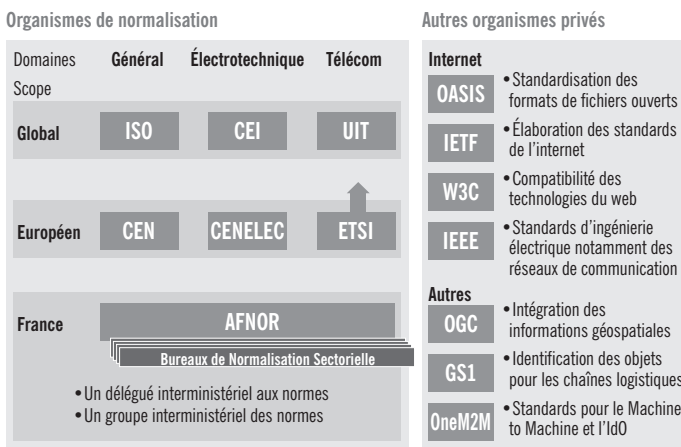 Organismes de normalisation
Domaines Général Électrotechnique Télécom
Scope
Global ISO CEI UIT
Européen CEN CENELEC ETSI
France AFNOR
Bureaux de Normalisation Sectorielle
•Un délégué interministériel aux normes
•Un groupe interministériel des normes
Autres organismes privés
Internet
OASIS
•Standardisation des
formats de fichiers ouverts
IETF
•Élaboration des standards
de l'internet
W3C
•Compatibilité des
technologies du web
IEEE
•Standards d'ingénierie
électrique notamment des
réseaux de communication
Autres
OGC
•Intégration des
informations géospatiales
GS1
•Identification des objets
pour les chaînes logistiques
OneM2M
•Standards pour le Machine
to Machine et l'IdO